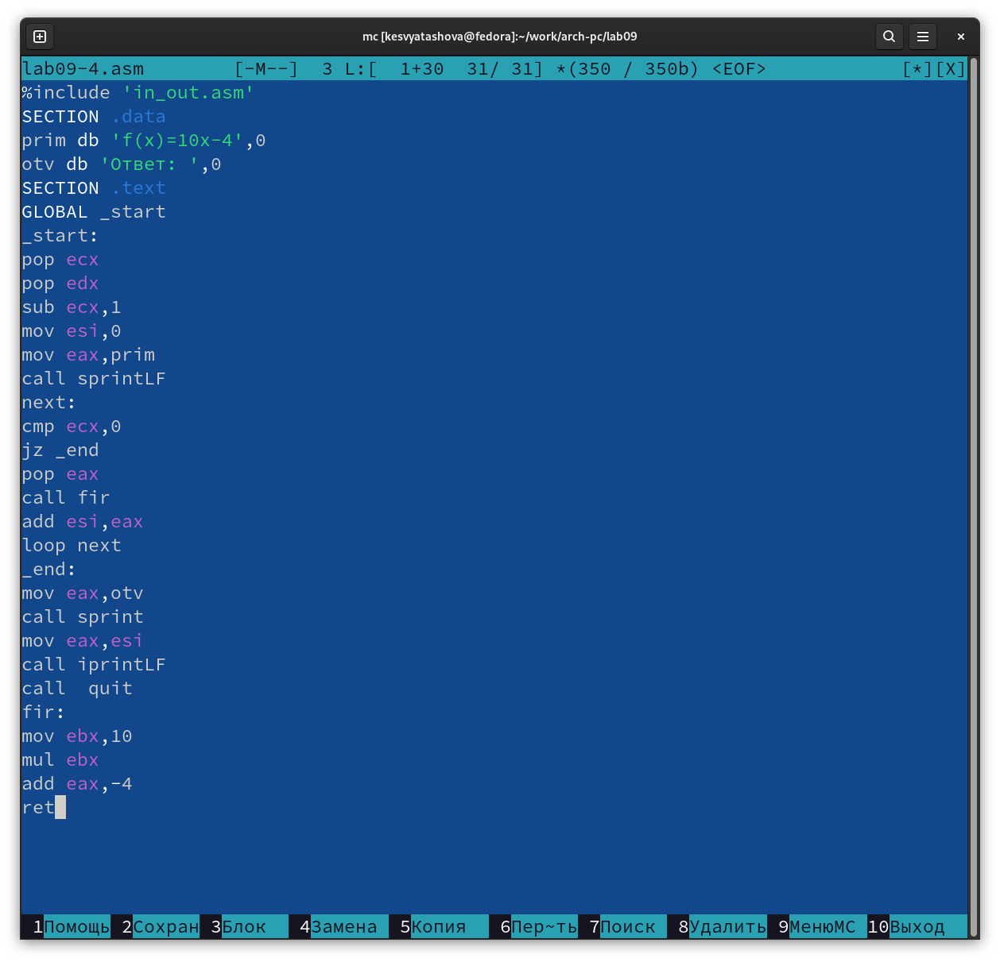 mc [kesvyatashova@fedora]:~/work/arch-pc/lab09
lab09-4.asm [-M--] 3 L:[ 1+30 31/ 31] *(350 / 350b) <EOF> [*][X]
%include 'in_out.asm'
SECTION .data
prim db 'f(x)=10x-4',0
otv db 'Ответ: ',0
SECTION .text
GLOBAL _start
_start:
pop ecx
pop edx
sub ecx,1
mov esi,0
mov eax,prim
call sprintLF
next:
cmp ecx,0
jz _end
pop eax
call fir
add esi,eax
loop next
_end:
mov eax,otv
call sprint
mov eax,esi
call iprintLF
call  quit
fir:
mov ebx,10
mul ebx
add eax,-4
ret
1Помощь 2Сохран 3Блок 4Замена 5Копия 6Пер~ть 7Поиск 8Удалить 9МенюMC 10Выход